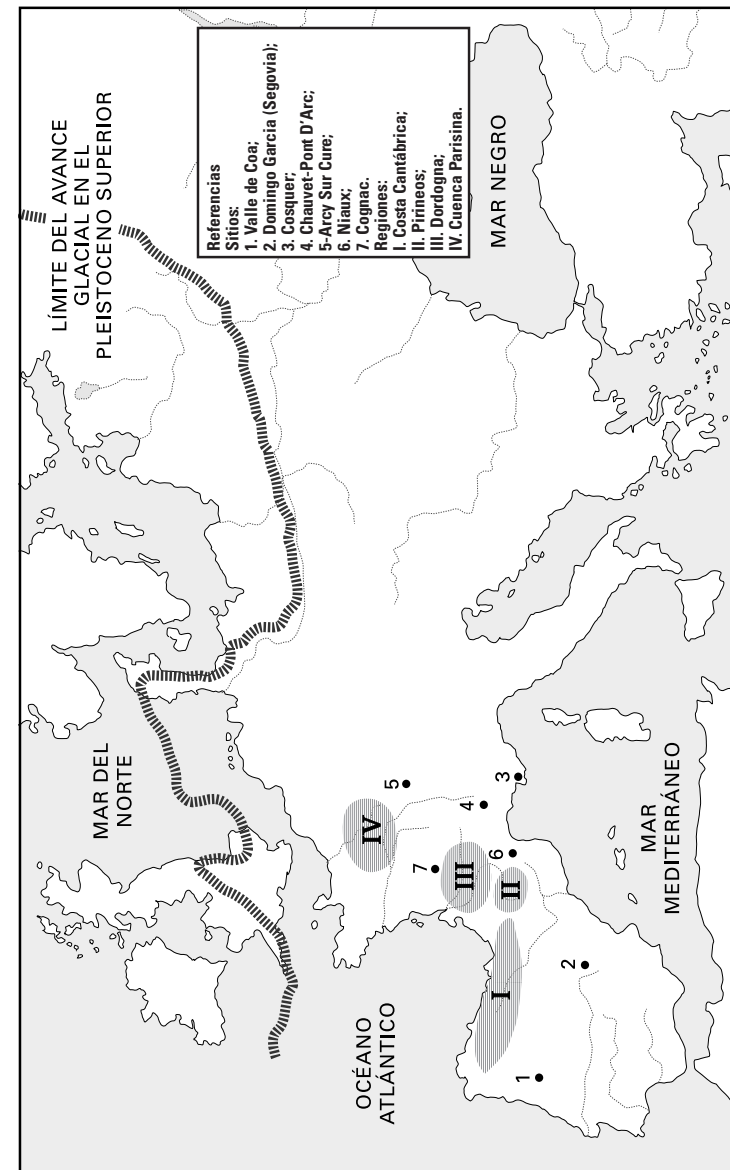 LÍMITE DEL AVANCE
GLACIAL EN EL
PLEISTOCENO SUPERIOR
Referencias
Sitios:
1. Valle de Coa;
2. Domingo Garcia (Segovia);
3. Cosquer;
4. Chauvet-Pont D'Arc;
5-Arcy Sur Cure;
6. Niaux;
7. Cognac.
Regiones:
I. Costa Cantábrica;
II. Pirineos;
III. Dordogna;
IV. Cuenca Parisina.
MAR DEL
NORTE
MAR NEGRO
OCÉANO
ATLÁNTICO
MAR
MEDITERRÁNEO
IV
5
7
III
4
3
6
II
I
2
1